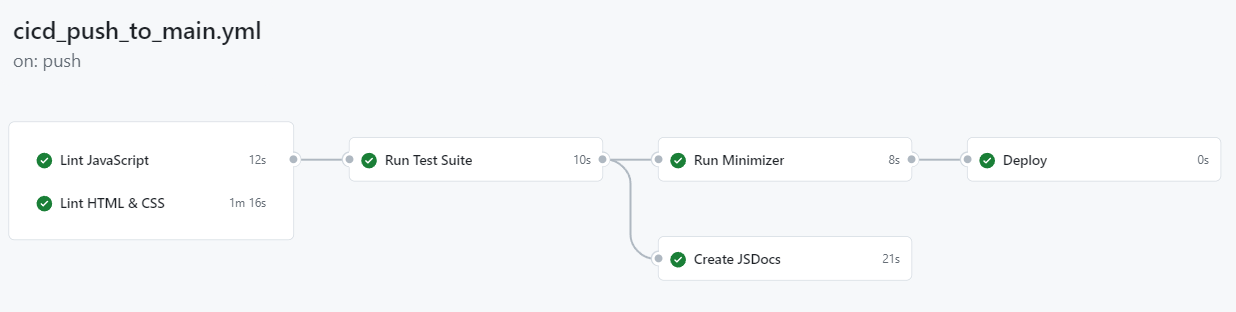 cicd_push_to_main.yml
on: push
Lint JavaScript 12s
Lint HTML & CSS 1m 16s
Run Test Suite 10s
Run Minimizer 8s
Deploy 0s
Create JSDocs 21s